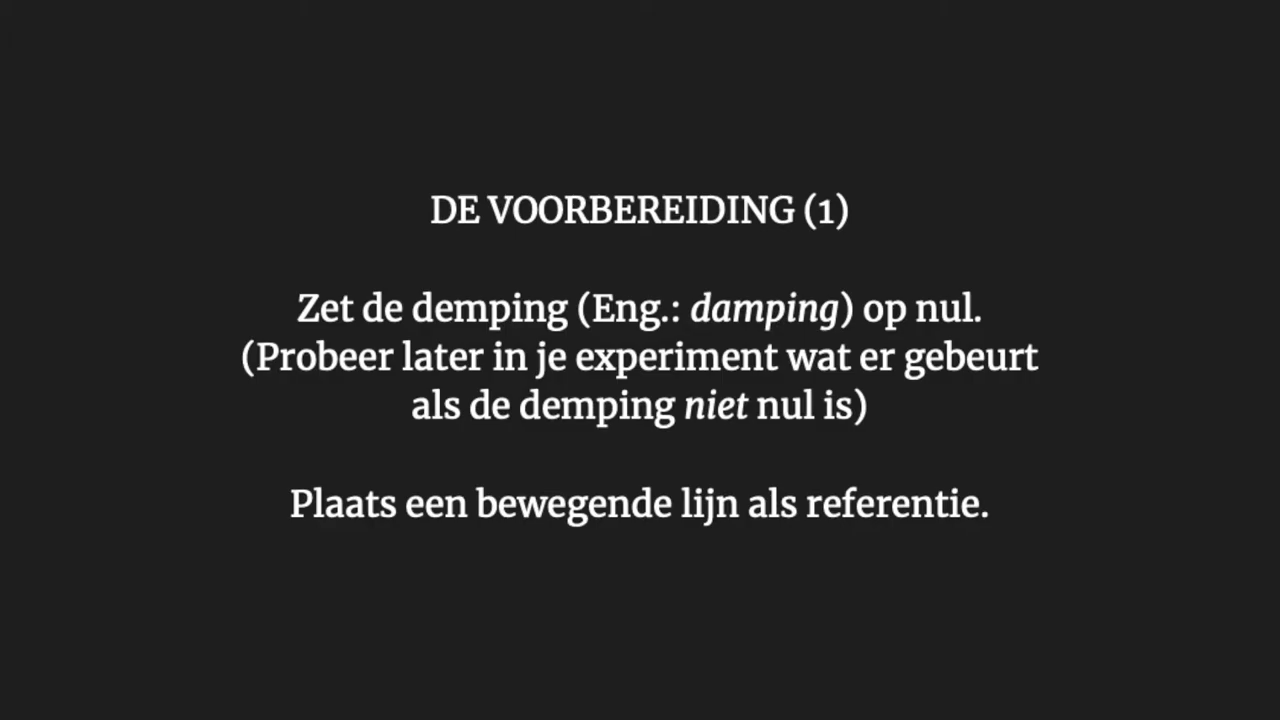 DE VOORBEREIDING (1)
Zet de demping (Eng.: damping) op nul.
(Probeer later in je experiment wat er gebeurt
als de demping niet nul is)
Plaats een bewegende lijn als referentie.